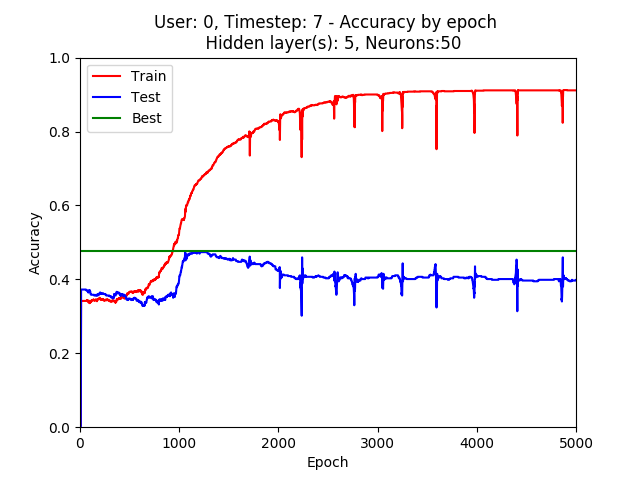 User: 0, Timestep: 7 - Accuracy by epoch
Hidden layer(s): 5, Neurons:50
1.0
Train
Test
Best
0.8
0.6
Accuracy
0.4
0.2
0.0
0 1000 2000 3000 4000 5000
Epoch